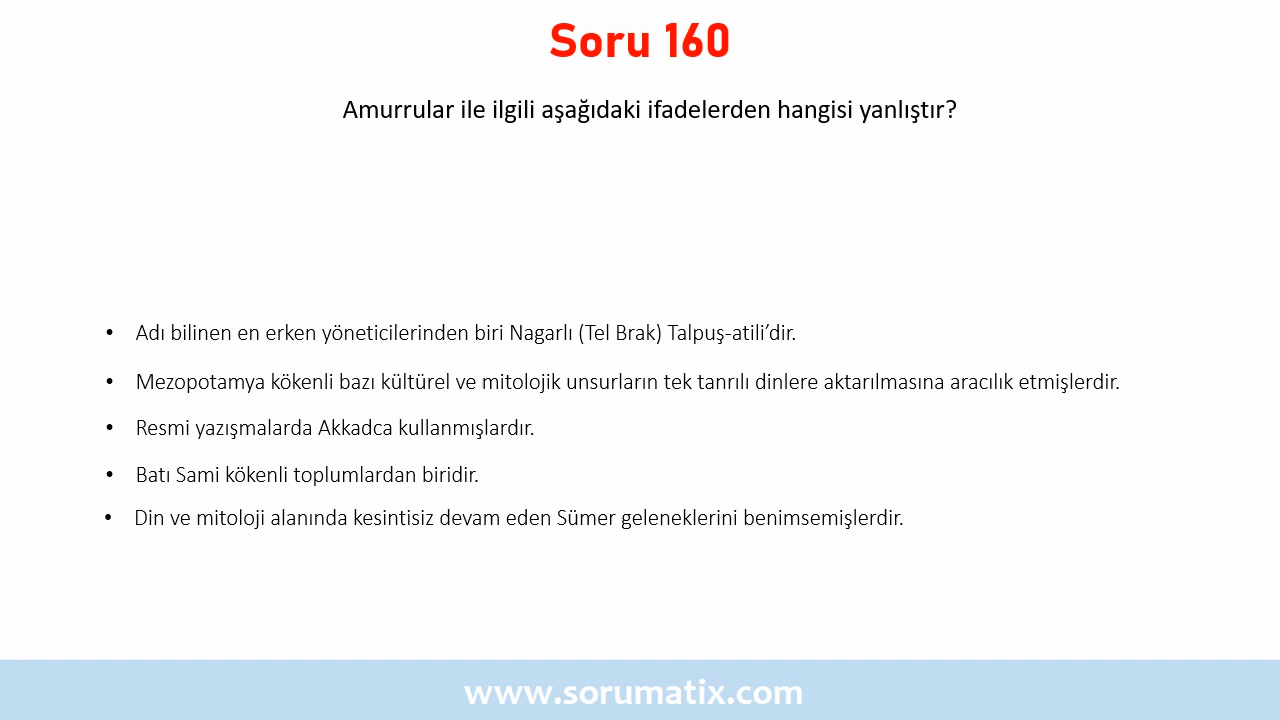 Soru 160
Amurrular ile ilgili aşağıdaki ifadelerden hangisi yanlıştır?
• Adı bilinen en erken yöneticilerinden biri Nagarlı (Tel Brak) Talpuş-atili’dir.
• Mezopotamya kökenli bazı kültürel ve mitolojik unsurların tek tanrılı dinlere aktarılmasına aracılık etmişlerdir.
• Resmi yazışmalarda Akkadca kullanmışlardır.
• Batı Sami kökenli toplumlardan biridir.
• Din ve mitoloji alanında kesintisiz devam eden Sümer geleneklerini benimsemişlerdir.
www.sorumatix.com